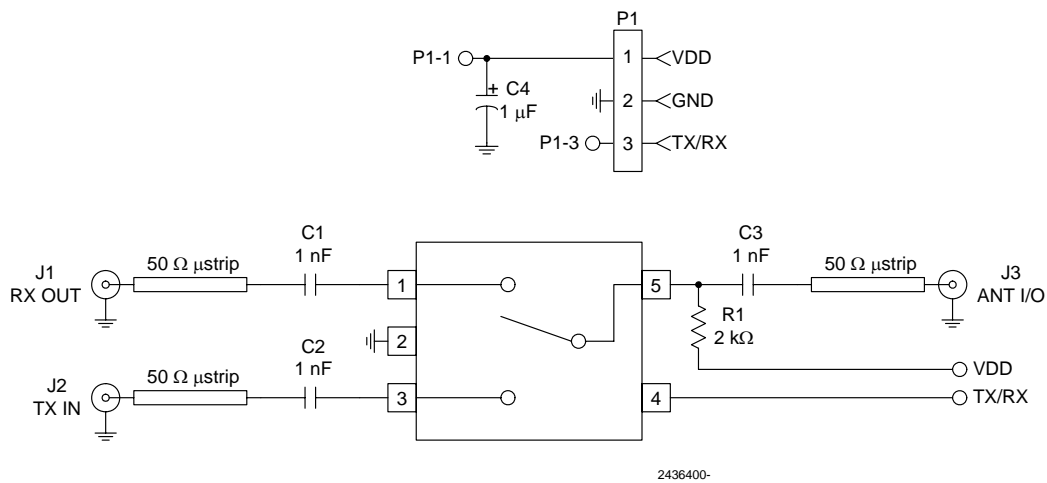 P1
P1-1
1
VDD
+ C4
1 μF
2
GND
P1-3
3
TX/RX
C1
1 nF
C3
1 nF
50 Ω μstrip
50 Ω μstrip
J1
RX OUT
1
5
J3
ANT I/O
R1
2 kΩ
C2
1 nF
2
50 Ω μstrip
VDD
J2
TX IN
3
4
TX/RX
2436400-